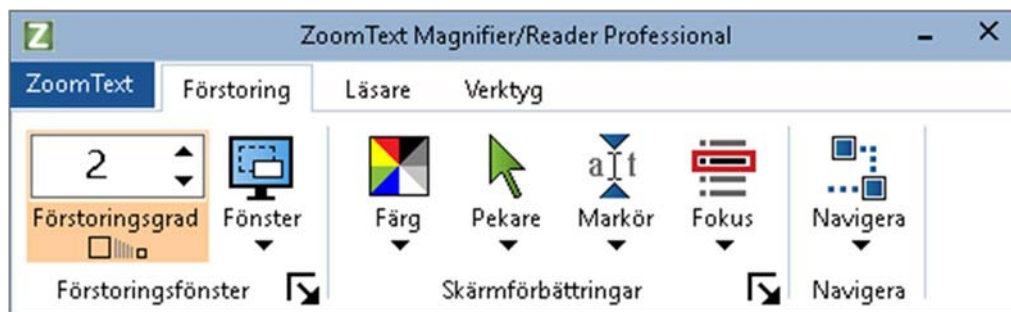 Z ZoomText Magnifier/Reader Professional
ZoomText Förstoring Läsare Verktyg
2
Förstoringsgrad Fönster Färg Pekare Markör Fokus Navigera
a t
Förstoringsfönster Skärmförbättringar Navigera